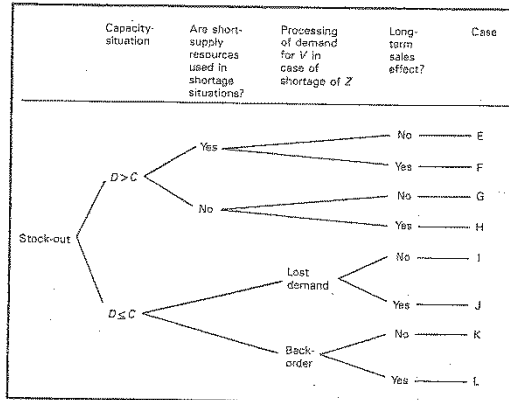 Capacity-
situation
Are short-
supply
resources
used in
shortage
situations?
Processing
of demand
for V in
case of
shortage of Z
Long-
term
sales
effect?
Case
Stock-out
D>C
Yes
No
E
Yes
F
No
No
G
Yes
H
D≤C
Lost
demand
No
I
Yes
J
Back-
order
No
K
Yes
L